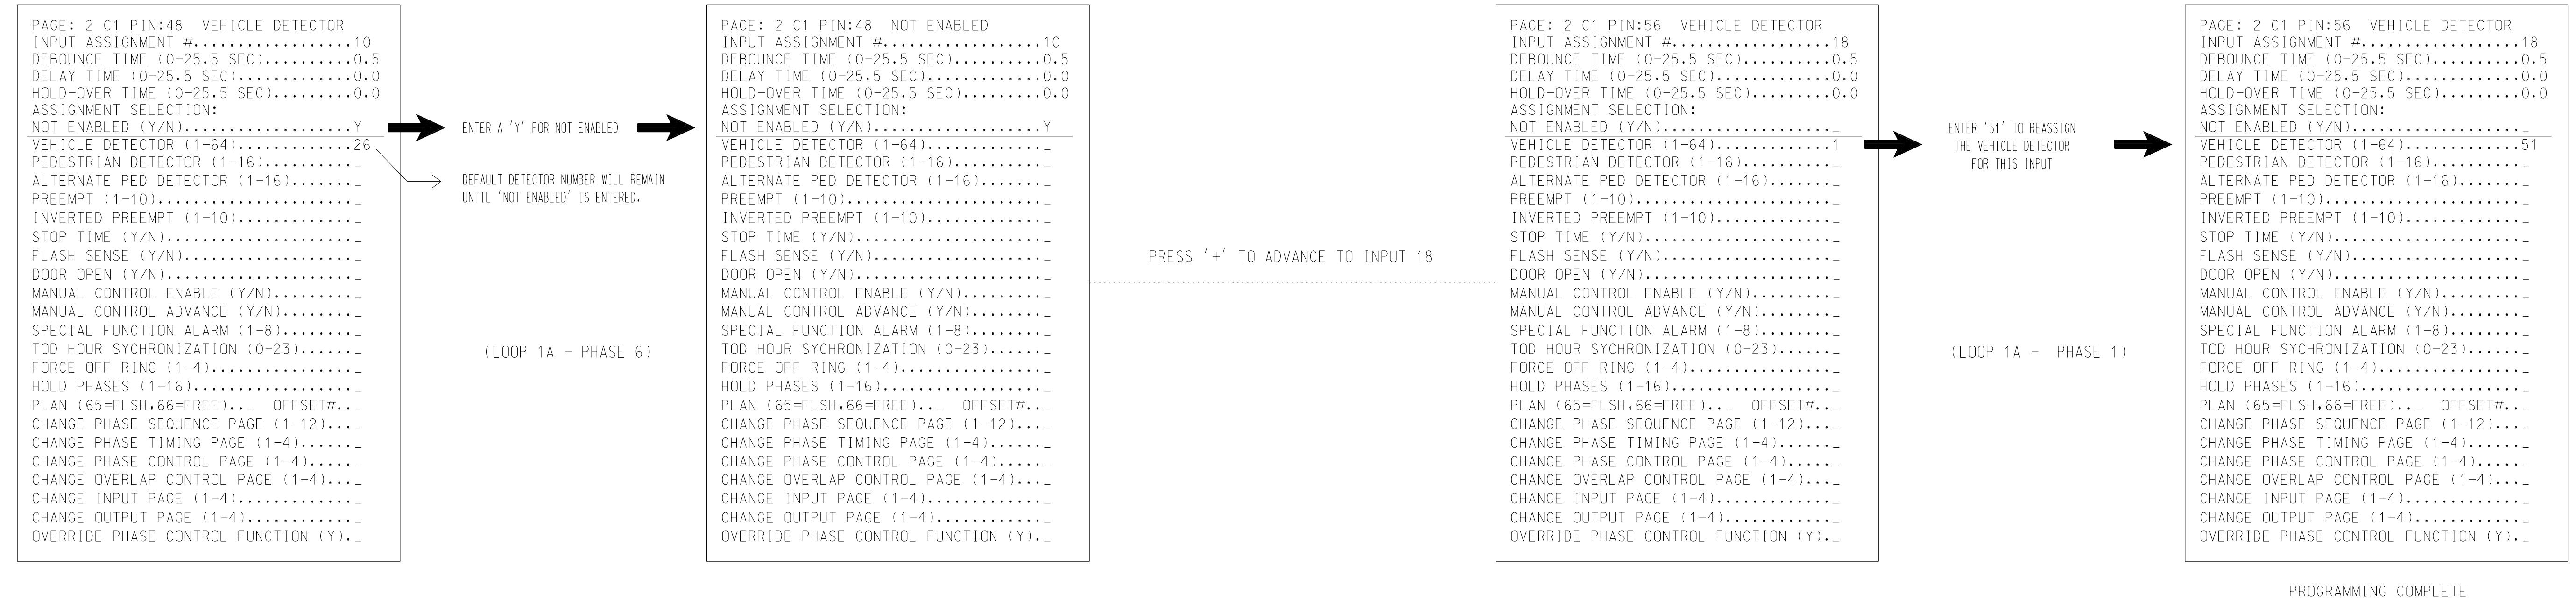 PAGE: 2 C1 PIN:48 VEHICLE DETECTOR
INPUT ASSIGNMENT #..................10
DEBOUNCE TIME (0-25.5 SEC)..........0.5
DELAY TIME (0-25.5 SEC).............0.0
HOLD-OVER TIME (0-25.5 SEC).........0.0
ASSIGNMENT SELECTION:
NOT ENABLED (Y/N)...................Y
VEHICLE DETECTOR (1-64).............26
PEDESTRIAN DETECTOR (1-16).........._
ALTERNATE PED DETECTOR (1-16)......._
PREEMPT (1-10)......................_
INVERTED PREEMPT (1-10)............._
STOP TIME (Y/N)....................._
FLASH SENSE (Y/N)..................._
DOOR OPEN (Y/N)....................._
MANUAL CONTROL ENABLE (Y/N)........._
MANUAL CONTROL ADVANCE (Y/N)........_
SPECIAL FUNCTION ALARM (1-8)........_
TOD HOUR SYCHRONIZATION (0-23)......_
FORCE OFF RING (1-4)................_
HOLD PHASES (1-16).................._
PLAN (65=FLSH,66=FREE).._ OFFSET#.._
CHANGE PHASE SEQUENCE PAGE (1-12)..._
CHANGE PHASE TIMING PAGE (1-4)......_
CHANGE PHASE CONTROL PAGE (1-4)....._
CHANGE OVERLAP CONTROL PAGE (1-4)..._
CHANGE INPUT PAGE (1-4)............._
CHANGE OUTPUT PAGE (1-4)............_
OVERRIDE PHASE CONTROL FUNCTION (Y)._
ENTER A 'Y' FOR NOT ENABLED
DEFAULT DETECTOR NUMBER WILL REMAIN
UNTIL 'NOT ENABLED' IS ENTERED.
(LOOP 1A - PHASE 6)
PAGE: 2 C1 PIN:48 NOT ENABLED
INPUT ASSIGNMENT #..................10
DEBOUNCE TIME (0-25.5 SEC)..........0.5
DELAY TIME (0-25.5 SEC).............0.0
HOLD-OVER TIME (0-25.5 SEC).........0.0
ASSIGNMENT SELECTION:
NOT ENABLED (Y/N)...................Y
VEHICLE DETECTOR (1-64)............._
PEDESTRIAN DETECTOR (1-16).........._
ALTERNATE PED DETECTOR (1-16)......._
PREEMPT (1-10)......................_
INVERTED PREEMPT (1-10)............._
STOP TIME (Y/N)....................._
FLASH SENSE (Y/N)..................._
DOOR OPEN (Y/N)....................._
MANUAL CONTROL ENABLE (Y/N)........._
MANUAL CONTROL ADVANCE (Y/N)........_
SPECIAL FUNCTION ALARM (1-8)........_
TOD HOUR SYCHRONIZATION (0-23)......_
FORCE OFF RING (1-4)................_
HOLD PHASES (1-16).................._
PLAN (65=FLSH,66=FREE).._ OFFSET#.._
CHANGE PHASE SEQUENCE PAGE (1-12)..._
CHANGE PHASE TIMING PAGE (1-4)......_
CHANGE PHASE CONTROL PAGE (1-4)....._
CHANGE OVERLAP CONTROL PAGE (1-4)..._
CHANGE INPUT PAGE (1-4)............._
CHANGE OUTPUT PAGE (1-4)............_
OVERRIDE PHASE CONTROL FUNCTION (Y)._
PRESS '+' TO ADVANCE TO INPUT 18
PAGE: 2 C1 PIN:56 VEHICLE DETECTOR
INPUT ASSIGNMENT #..................18
DEBOUNCE TIME (0-25.5 SEC)..........0.5
DELAY TIME (0-25.5 SEC).............0.0
HOLD-OVER TIME (0-25.5 SEC).........0.0
ASSIGNMENT SELECTION:
NOT ENABLED (Y/N)..................._
VEHICLE DETECTOR (1-64).............1
PEDESTRIAN DETECTOR (1-16).........._
ALTERNATE PED DETECTOR (1-16)......._
PREEMPT (1-10)......................_
INVERTED PREEMPT (1-10)............._
STOP TIME (Y/N)....................._
FLASH SENSE (Y/N)..................._
DOOR OPEN (Y/N)....................._
MANUAL CONTROL ENABLE (Y/N)........._
MANUAL CONTROL ADVANCE (Y/N)........_
SPECIAL FUNCTION ALARM (1-8)........_
TOD HOUR SYCHRONIZATION (0-23)......_
FORCE OFF RING (1-4)................_
HOLD PHASES (1-16).................._
PLAN (65=FLSH,66=FREE).._ OFFSET#.._
CHANGE PHASE SEQUENCE PAGE (1-12)..._
CHANGE PHASE TIMING PAGE (1-4)......_
CHANGE PHASE CONTROL PAGE (1-4)....._
CHANGE OVERLAP CONTROL PAGE (1-4)..._
CHANGE INPUT PAGE (1-4)............._
CHANGE OUTPUT PAGE (1-4)............_
OVERRIDE PHASE CONTROL FUNCTION (Y)._
ENTER '51' TO REASSIGN
THE VEHICLE DETECTOR
FOR THIS INPUT
(LOOP 1A - PHASE 1)
PAGE: 2 C1 PIN:56 VEHICLE DETECTOR
INPUT ASSIGNMENT #..................18
DEBOUNCE TIME (0-25.5 SEC)..........0.5
DELAY TIME (0-25.5 SEC).............0.0
HOLD-OVER TIME (0-25.5 SEC).........0.0
ASSIGNMENT SELECTION:
NOT ENABLED (Y/N)..................._
VEHICLE DETECTOR (1-64).............51
PEDESTRIAN DETECTOR (1-16).........._
ALTERNATE PED DETECTOR (1-16)......._
PREEMPT (1-10)......................_
INVERTED PREEMPT (1-10)............._
STOP TIME (Y/N)....................._
FLASH SENSE (Y/N)..................._
DOOR OPEN (Y/N)....................._
MANUAL CONTROL ENABLE (Y/N)........._
MANUAL CONTROL ADVANCE (Y/N)........_
SPECIAL FUNCTION ALARM (1-8)........_
TOD HOUR SYCHRONIZATION (0-23)......_
FORCE OFF RING (1-4)................_
HOLD PHASES (1-16).................._
PLAN (65=FLSH,66=FREE).._ OFFSET#.._
CHANGE PHASE SEQUENCE PAGE (1-12)..._
CHANGE PHASE TIMING PAGE (1-4)......_
CHANGE PHASE CONTROL PAGE (1-4)....._
CHANGE OVERLAP CONTROL PAGE (1-4)..._
CHANGE INPUT PAGE (1-4)............._
CHANGE OUTPUT PAGE (1-4)............_
OVERRIDE PHASE CONTROL FUNCTION (Y)._
PROGRAMMING COMPLETE